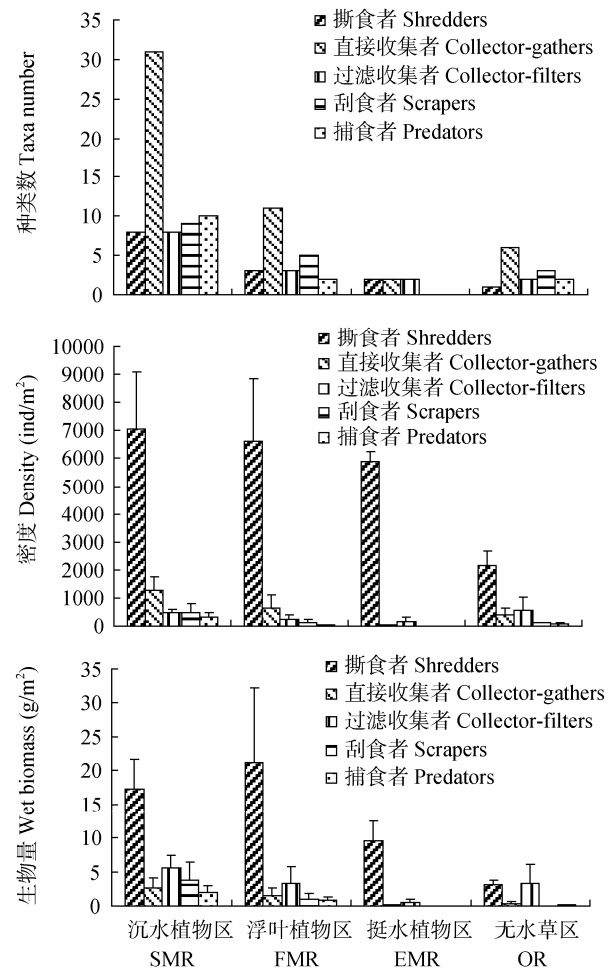 种类数 Taxa number
35
30
25
20
15
10
5
0
撕食者 Shredders
直接收集者 Collector-gathers
过滤收集者 Collector-filters
刮食者 Scrapers
捕食者 Predators
密度 Density (ind/m²)
10000
9000
8000
7000
6000
5000
4000
3000
2000
1000
0
撕食者 Shredders
直接收集者 Collector-gathers
过滤收集者 Collector-filters
刮食者 Scrapers
捕食者 Predators
生物量 Wet biomass (g/m²)
35
30
25
20
15
10
5
0
撕食者 Shredders
直接收集者 Collector-gathers
过滤收集者 Collector-filters
刮食者 Scrapers
捕食者 Predators
沉水植物区 浮叶植物区 挺水植物区 无水草区
SMR FMR EMR OR